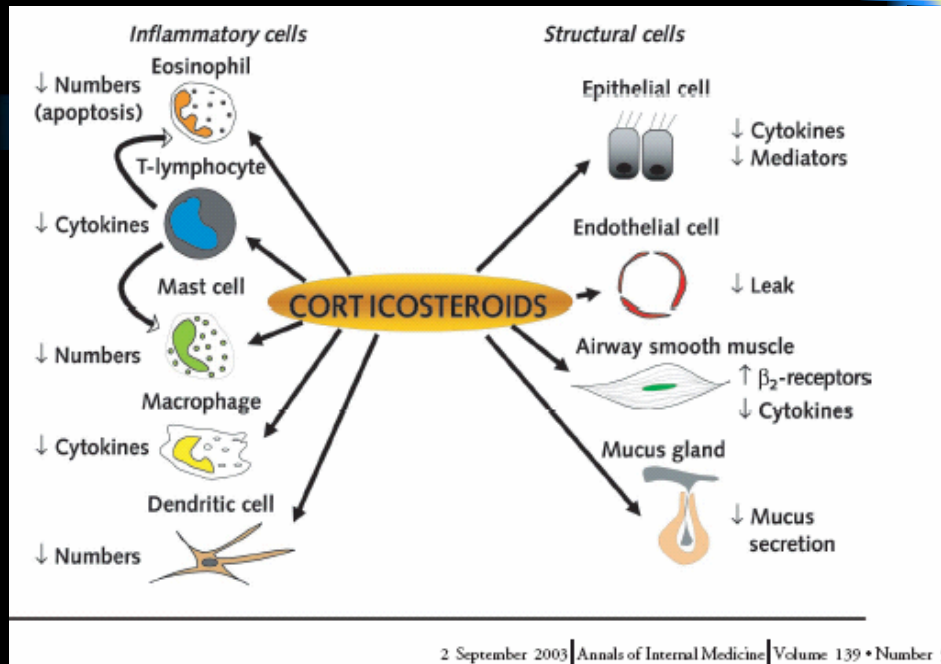 Inflammatory cells
Eosinophil
↓ Numbers
(apoptosis)
T-lymphocyte
↓ Cytokines
Mast cell
↓ Numbers
Macrophage
↓ Cytokines
Dendritic cell
↓ Numbers
CORTICOSTEROIDS
Structural cells
Epithelial cell
↓ Cytokines
↓ Mediators
Endothelial cell
↓ Leak
Airway smooth muscle
↑ β₂-receptors
↓ Cytokines
Mucus gland
↓ Mucus
secretion
2 September 2003 | Annals of Internal Medicine | Volume 139 • Number